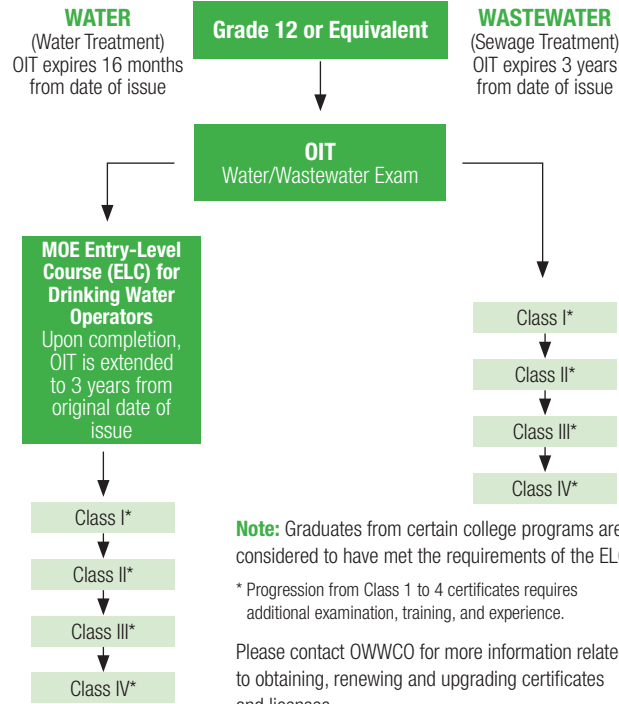 WATER
(Water Treatment)
OIT expires 16 months
from date of issue
Grade 12 or Equivalent
WASTEWATER
(Sewage Treatment)
OIT expires 3 years
from date of issue
OIT
Water/Wastewater Exam
MOE Entry-Level
Course (ELC) for
Drinking Water
Operators
Upon completion,
OIT is extended
to 3 years from
original date of
issue
Class I*
Class II*
Class III*
Class IV*
Class I*
Class II*
Class III*
Class IV*
Note: Graduates from certain college programs are
considered to have met the requirements of the
* Progression from Class 1 to 4 certificates requires
additional examination, training, and experience.
Please contact OWWCO for more information relate
to obtaining, renewing and upgrading certificates
and licenses